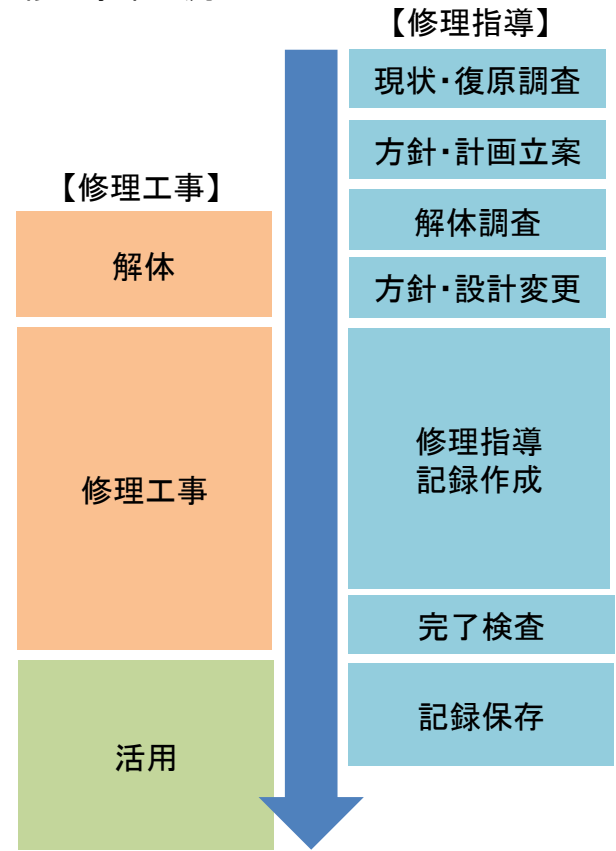 【修理指導】
現状・復原調査
方針・計画立案
解体調査
方針・設計変更
修理指導
記録作成
完了検査
記録保存
【修理工事】
解体
修理工事
活用